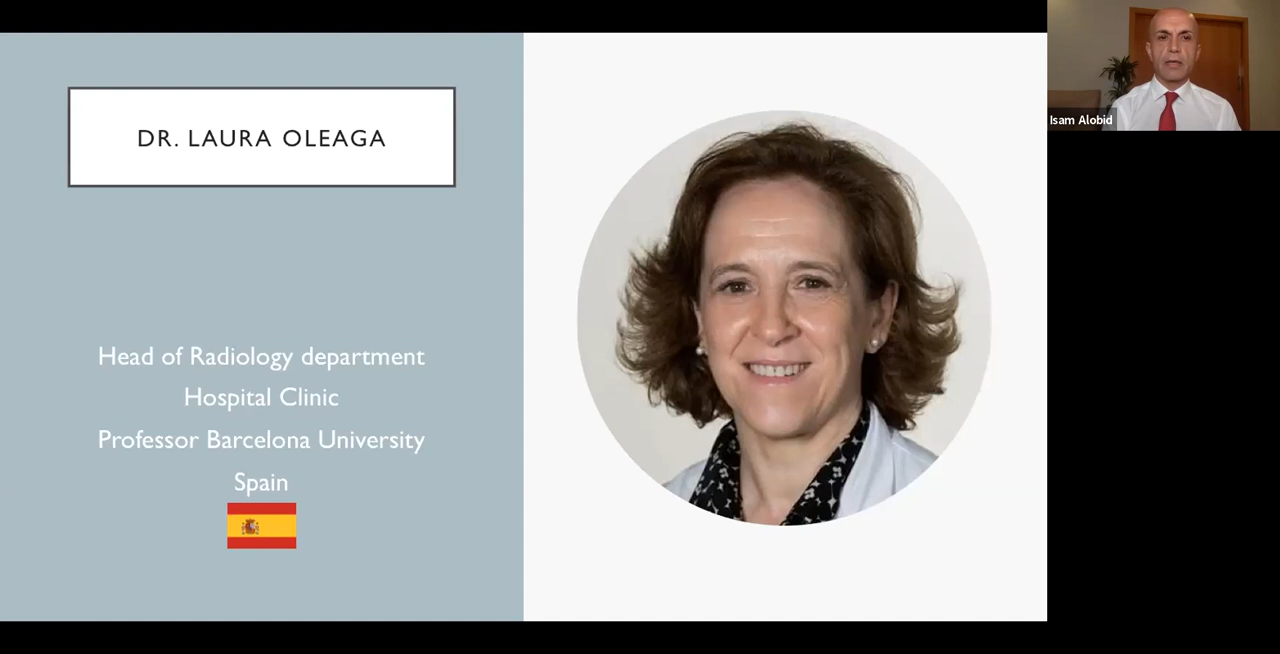 DR. LAURA OLEAGA
Head of Radiology department
Hospital Clinic
Professor Barcelona University
Spain
Isam Alobid